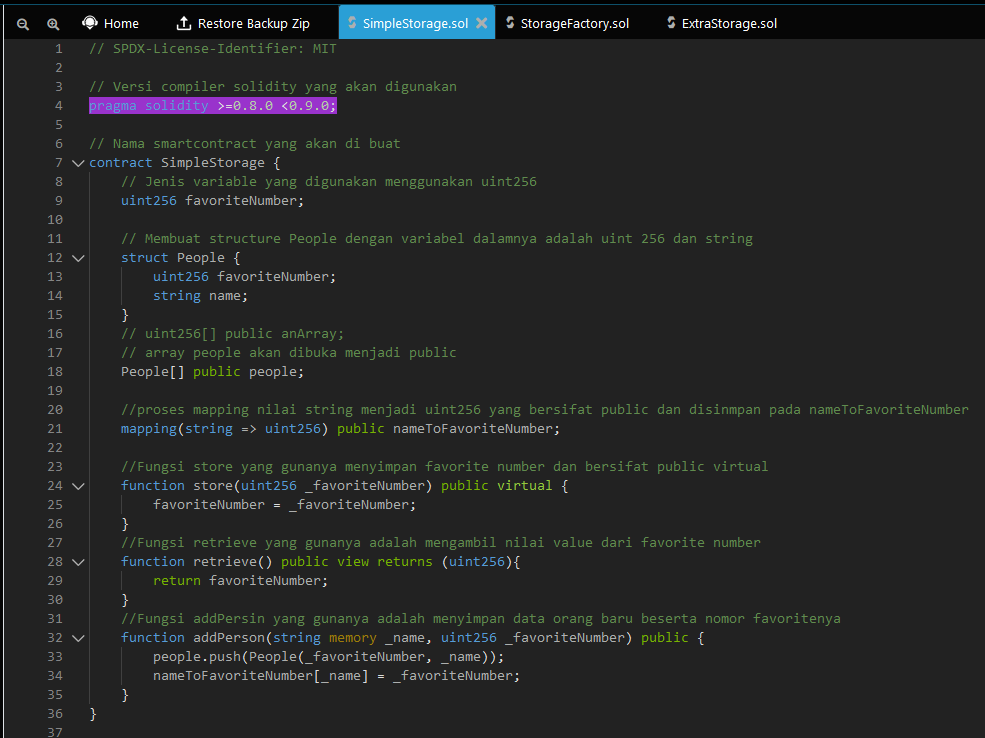 Home Restore Backup Zip SimpleStorage.sol StorageFactory.sol ExtraStorage.sol
1 // SPDX-License-Identifier: MIT
2
3 // Versi compiler solidity yang akan digunakan
4 pragma solidity >=0.8.0 <0.9.0;
5
6 // Nama smartcontract yang akan di buat
7 contract SimpleStorage {
8 // Jenis variable yang digunakan menggunakan uint256
9 uint256 favoriteNumber;
10
11 // Membuat structure People dengan variabel dalamnya adalah uint 256 dan string
12 struct People {
13 uint256 favoriteNumber;
14 string name;
15 }
16 // uint256[] public anArray;
17 // array people akan dibuka menjadi public
18 People[] public people;
19
20 //proses mapping nilai string menjadi uint256 yang bersifat public dan disinmpan pada nameToFavoriteNumber
21 mapping(string => uint256) public nameToFavoriteNumber;
22
23 //Fungsi store yang gunanya menyimpan favorite number dan bersifat public virtual
24 function store(uint256 _favoriteNumber) public virtual {
25 favoriteNumber = _favoriteNumber;
26 }
27 //Fungsi retrieve yang gunanya adalah mengambil nilai value dari favorite number
28 function retrieve() public view returns (uint256){
29 return favoriteNumber;
30 }
31 //Fungsi addPersin yang gunanya adalah menyimpan data orang baru beserta nomor favoritenya
32 function addPerson(string memory _name, uint256 _favoriteNumber) public {
33 people.push(People(_favoriteNumber, _name));
34 nameToFavoriteNumber[_name] = _favoriteNumber;
35 }
36 }
37